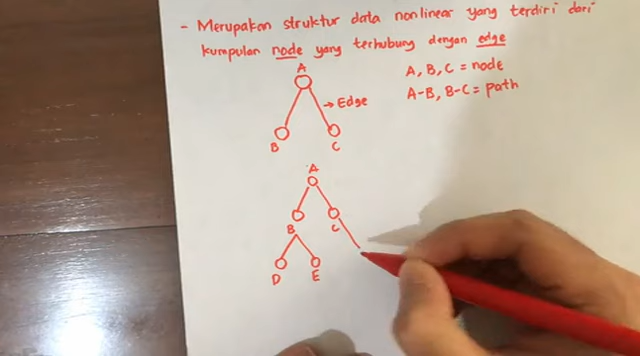 - Merupakan struktur data nonlinear yang terdiri dari
kumpulan node yang terhubung dengan edge
A
A, B, C = node
→ Edge
A-B, B-C = path
B
C
A
B
C
D
E